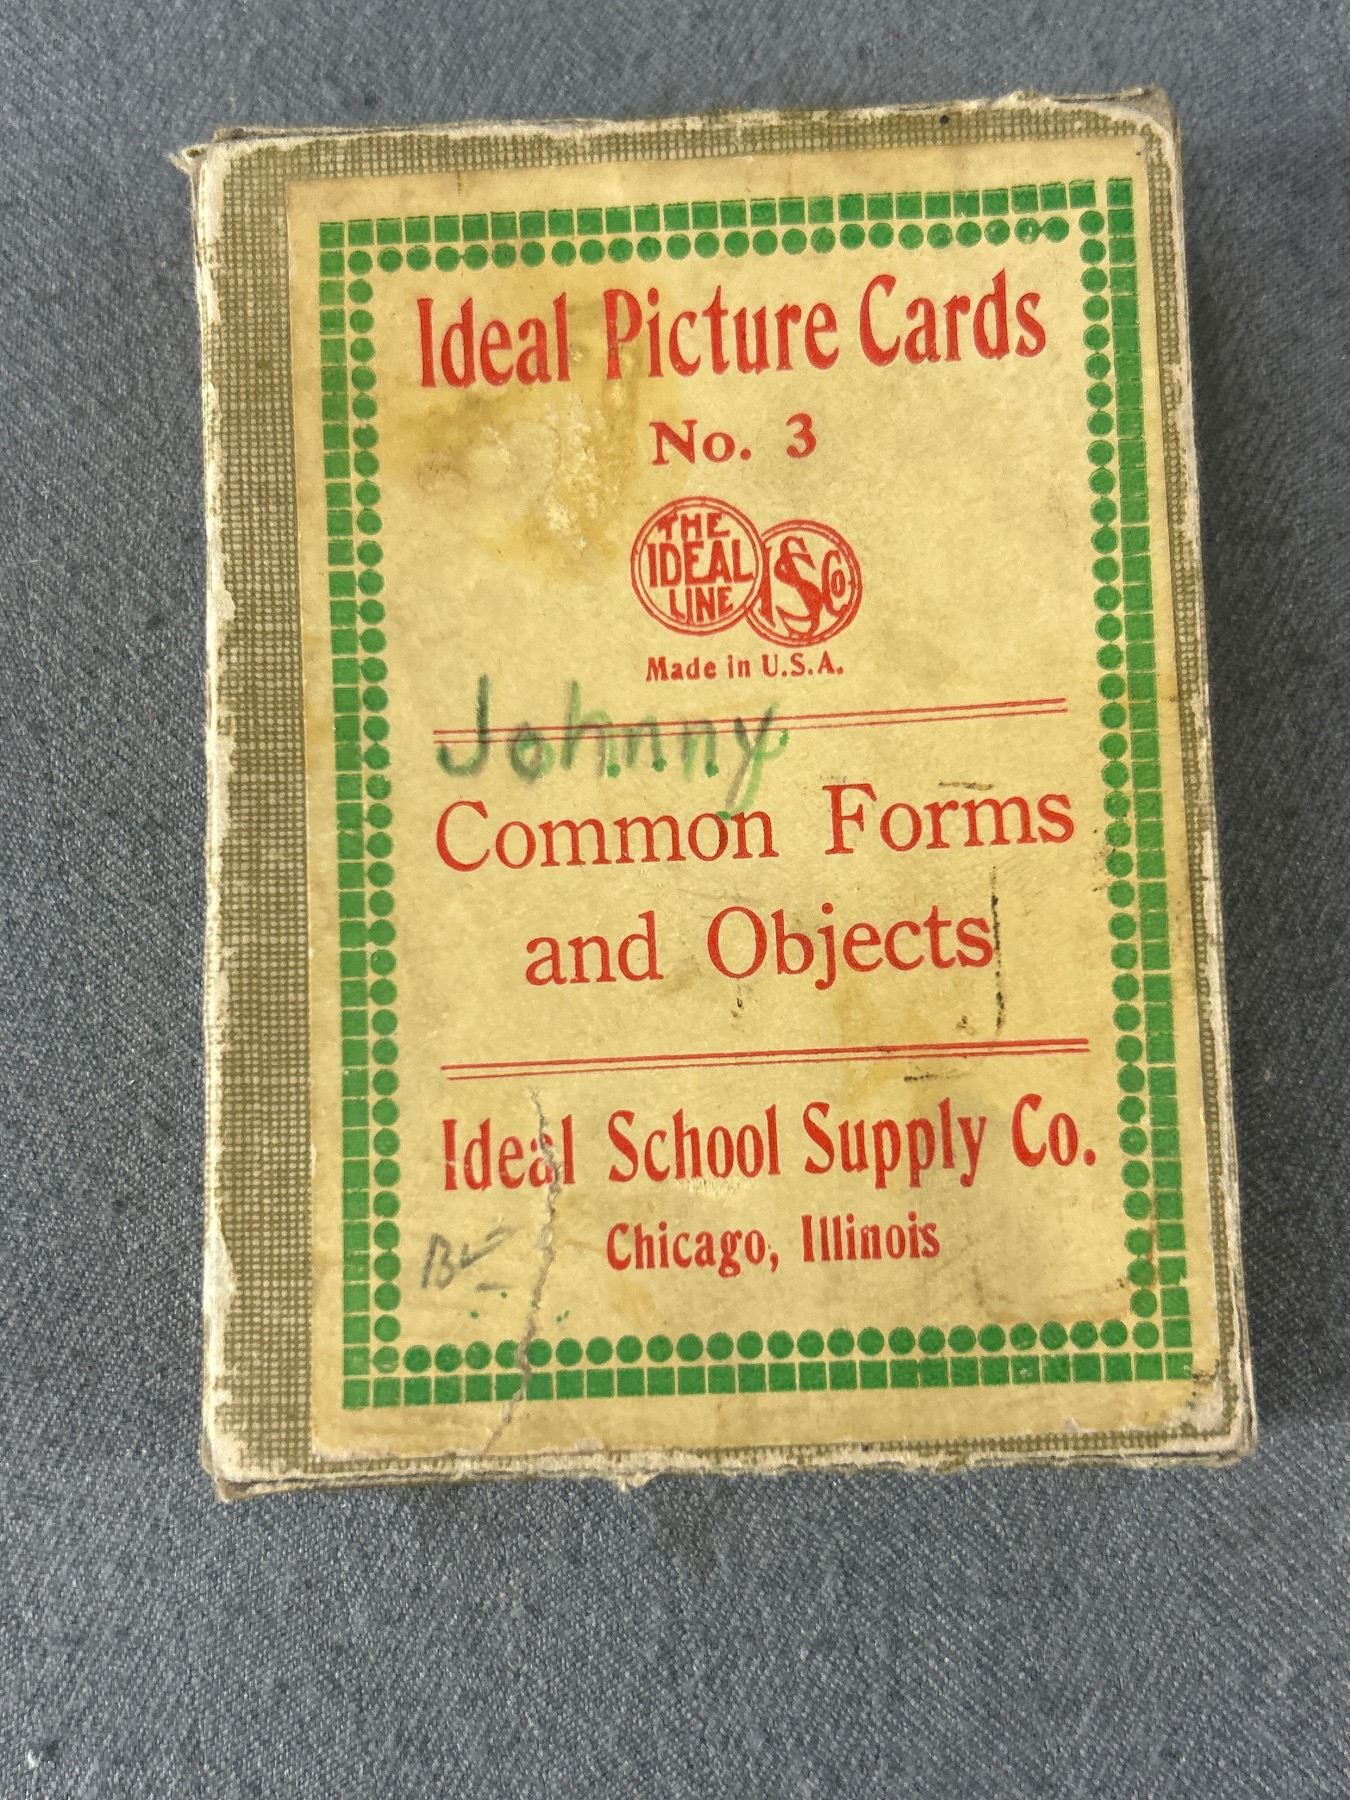 Ideal Picture Cards
No. 3
THE
IDEAL
LINE
ISSCo
Made in U.S.A.
Johnny
Common Forms
and Objects
Ideal School Supply Co.
Chicago, Illinois